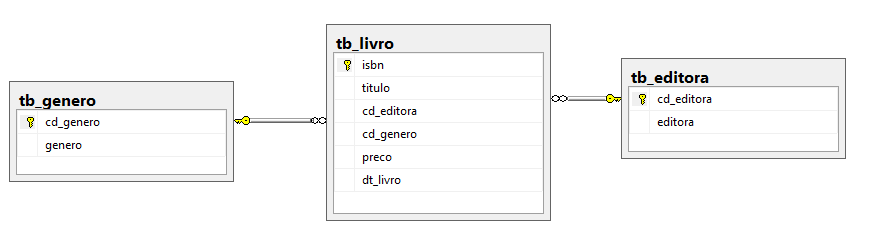 tb_genero
cd_genero
genero
tb_livro
isbn
titulo
cd_editora
cd_genero
preco
dt_livro
tb_editora
cd_editora
editora